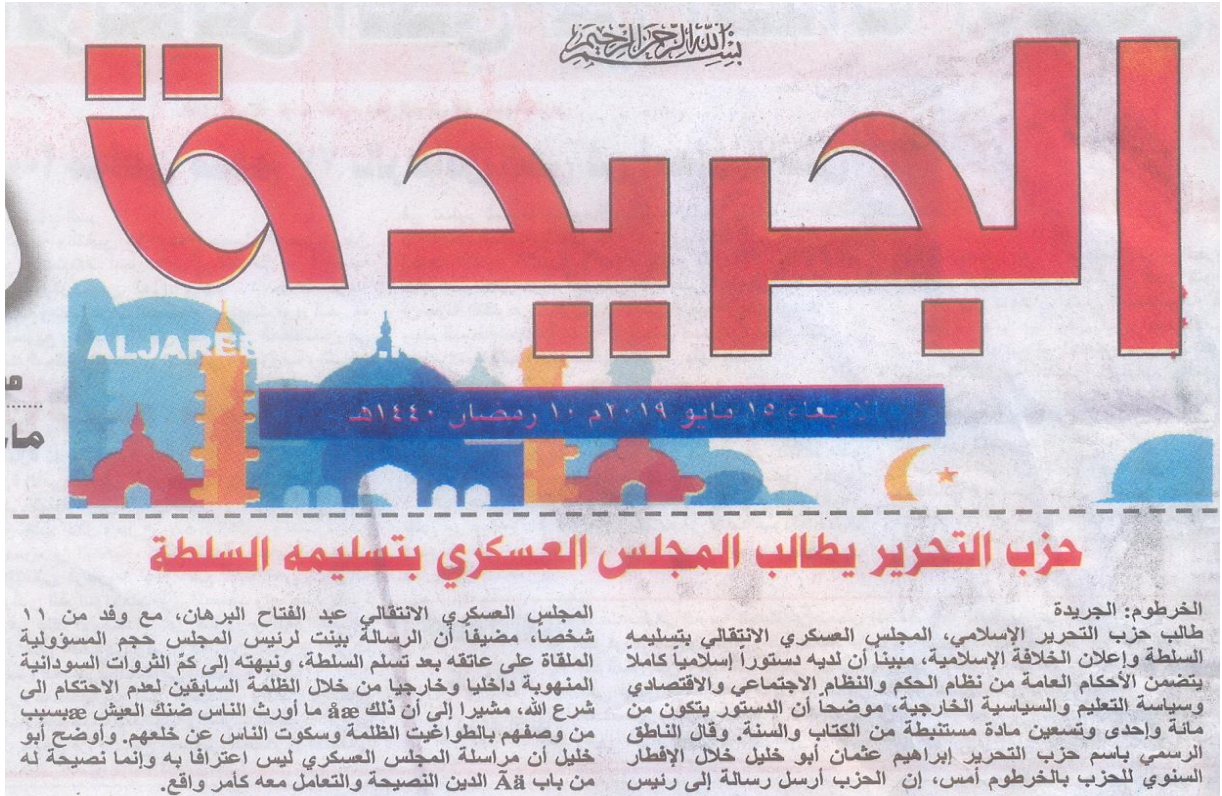 بسم الله الرحمن الرحيم
الجريدة
ALJAREE
الاربعاء ١٥ مايو ٢٠١٩م ١٠ رمضان ١٤٤٠هـ
حزب التحرير يطالب المجلس العسكري بتسليمه السلطة
الخرطوم: الجريدة
طالب حزب التحرير الإسلامي، المجلس العسكري الانتقالي بتسليمه
السلطة وإعلان الخلافة الإسلامية، مبيناً أن لديه دستوراً إسلامياً كاملاً
يتضمن الأحكام العامة من نظام الحكم والنظام الاجتماعي والاقتصادي
وسياسة التعليم والسياسية الخارجية، موضحاً أن الدستور يتكون من
مائة وإحدى وتسعين مادة مستنبطة من الكتاب والسنة. وقال الناطق
الرسمي باسم حزب التحرير إبراهيم عثمان أبو خليل خلال الإفطار
السنوي للحزب بالخرطوم أمس، إن الحزب أرسل رسالة إلى رئيس
المجلس العسكري الانتقالي عبد الفتاح البرهان، مع وفد من ١١
شخصاً، مضيفاً أن الرسالة بينت لرئيس المجلس حجم المسؤولية
الملقاة على عاتقه بعد تسلم السلطة، ونبهته إلى كمّ الثروات السودانية
المنهوبة داخليا وخارجيا من خلال الظلمة السابقين لعدم الاحتكام الى
شرع الله، مشيرا إلى أن ذلك åæ ما أورث الناس ضنك العيش æبسبب
من وصفهم بالطواغيت الظلمة وسكوت الناس عن خلعهم. وأوضح أبو
خليل أن مراسلة المجلس العسكري ليس اعترافا به وإنما نصيحة له
من باب Ãä الدين النصيحة والتعامل معه كأمر واقع.